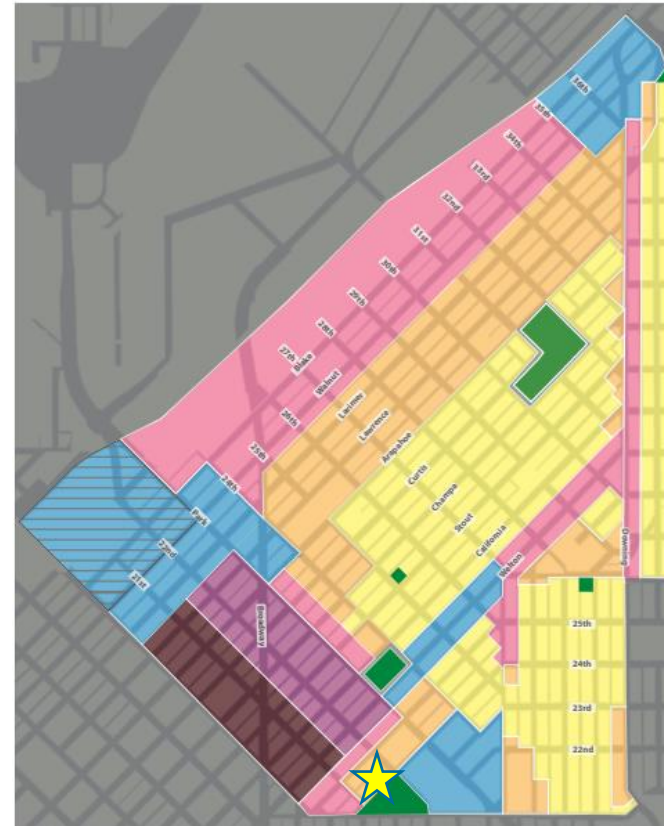 36th
35th
34th
33rd
32nd
31st
30th
29th
28th
27th
Blake
Walnut
Larimer
26th
Lawrence
Arapahoe
25th
Curtis
24th
Champa
Park
Stout
California
22nd
Welton
Downing
21st
Broadway
25th
24th
23rd
22nd